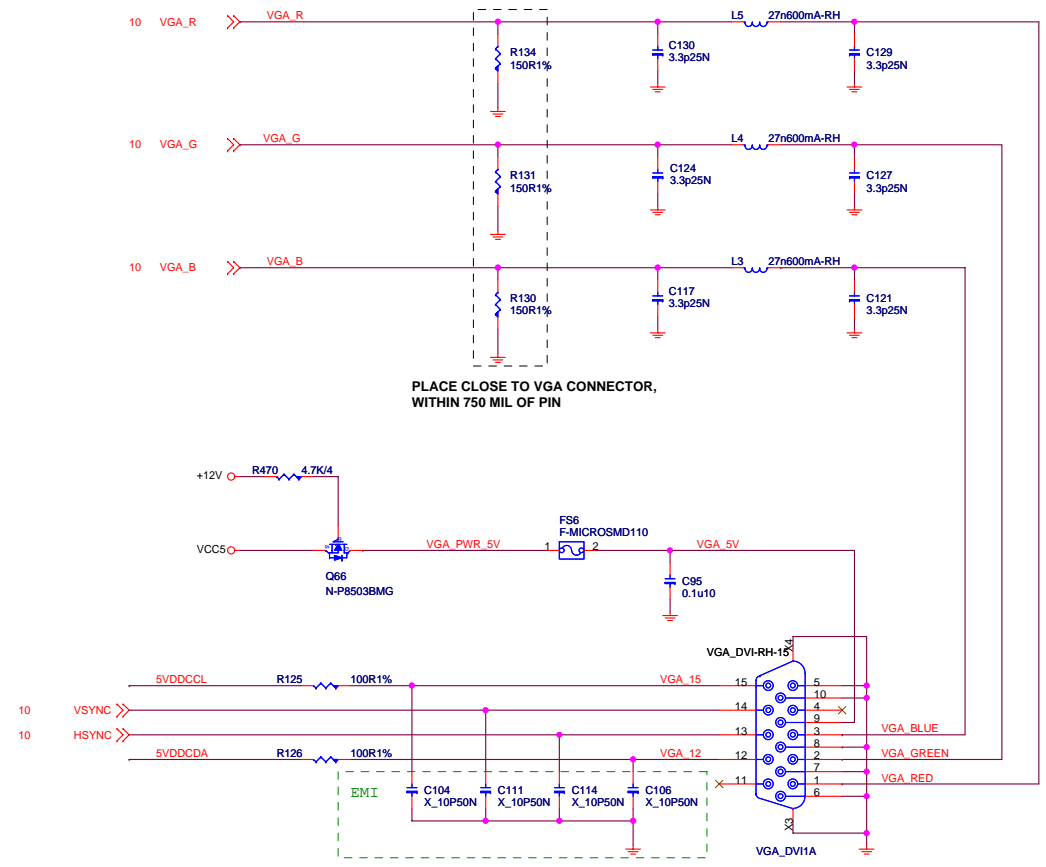 10 VGA_R VGA_R L5 27n600mA-RH
R134
150R1%
C130
3.3p25N
C129
3.3p25N
10 VGA_G VGA_G L4 27n600mA-RH
R131
150R1%
C124
3.3p25N
C127
3.3p25N
10 VGA_B VGA_B L3 27n600mA-RH
R130
150R1%
C117
3.3p25N
C121
3.3p25N
PLACE CLOSE TO VGA CONNECTOR,
WITHIN 750 MIL OF PIN
+12V R470 4.7K/4
VCC5
Q66
N-P8503BMG
VGA_PWR_5V
FS6
F-MICROSMD110
1 2
VGA_5V
C95
0.1u10
VGA_DVI-RH-15
X4
5VDDCCL R125 100R1% VGA_15 15 5
10
10 VSYNC 14 4
9
10 HSYNC 13 3 VGA_BLUE
8
5VDDCDA R126 100R1% VGA_12 12 2 VGA_GREEN
7
11 1 VGA_RED
6
EMI
C104
X_10P50N
C111
X_10P50N
C114
X_10P50N
C106
X_10P50N
X3
VGA_DVI1A